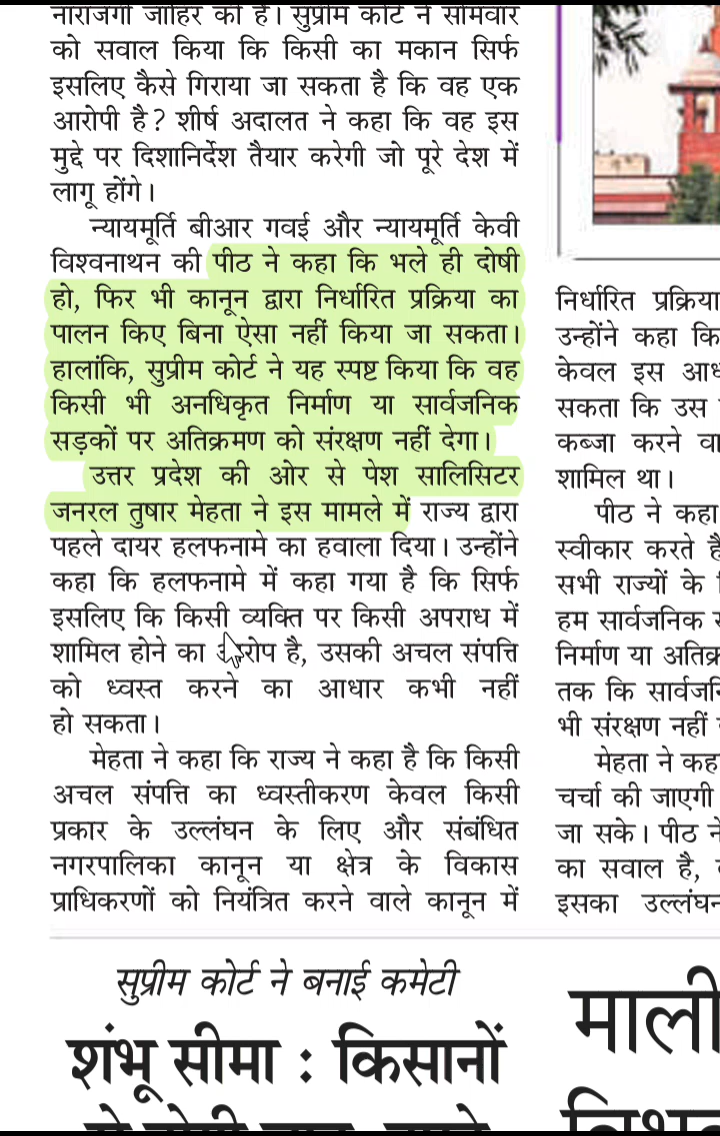 नाराजगी जाहिर की है। सुप्रीम कोर्ट ने सोमवार
को सवाल किया कि किसी का मकान सिर्फ
इसलिए कैसे गिराया जा सकता है कि वह एक
आरोपी है? शीर्ष अदालत ने कहा कि वह इस
मुद्दे पर दिशानिर्देश तैयार करेगी जो पूरे देश में
लागू होंगे।
न्यायमूर्ति बीआर गवई और न्यायमूर्ति केवी
विश्वनाथन की पीठ ने कहा कि भले ही दोषी
हो, फिर भी कानून द्वारा निर्धारित प्रक्रिया का
पालन किए बिना ऐसा नहीं किया जा सकता।
हालांकि, सुप्रीम कोर्ट ने यह स्पष्ट किया कि वह
किसी भी अनधिकृत निर्माण या सार्वजनिक
सड़कों पर अतिक्रमण को संरक्षण नहीं देगा।
उत्तर प्रदेश की ओर से पेश सालिसिटर
जनरल तुषार मेहता ने इस मामले में राज्य द्वारा
पहले दायर हलफनामे का हवाला दिया। उन्होंने
कहा कि हलफनामे में कहा गया है कि सिर्फ
इसलिए कि किसी व्यक्ति पर किसी अपराध में
शामिल होने का आरोप है, उसकी अचल संपत्ति
को ध्वस्त करने का आधार कभी नहीं
हो सकता।
मेहता ने कहा कि राज्य ने कहा है कि किसी
अचल संपत्ति का ध्वस्तीकरण केवल किसी
प्रकार के उल्लंघन के लिए और संबंधित
नगरपालिका कानून या क्षेत्र के विकास
प्राधिकरणों को नियंत्रित करने वाले कानून में
निर्धारित प्रक्रिया
उन्होंने कहा कि
केवल इस
सकता कि उस
कब्जा करने
शामिल था।
पीठ ने कहा
स्वीकार करते
सभी राज्यों के
हम सार्वजनिक
निर्माण या
तक कि
भी संरक्षण नहीं
मेहता ने
चर्चा की जाएगी
जा सके। पीठ
का सवाल है,
इसका
सुप्रीम कोर्ट ने बनाई कमेटी
शंभू सीमा : किसानों
माली